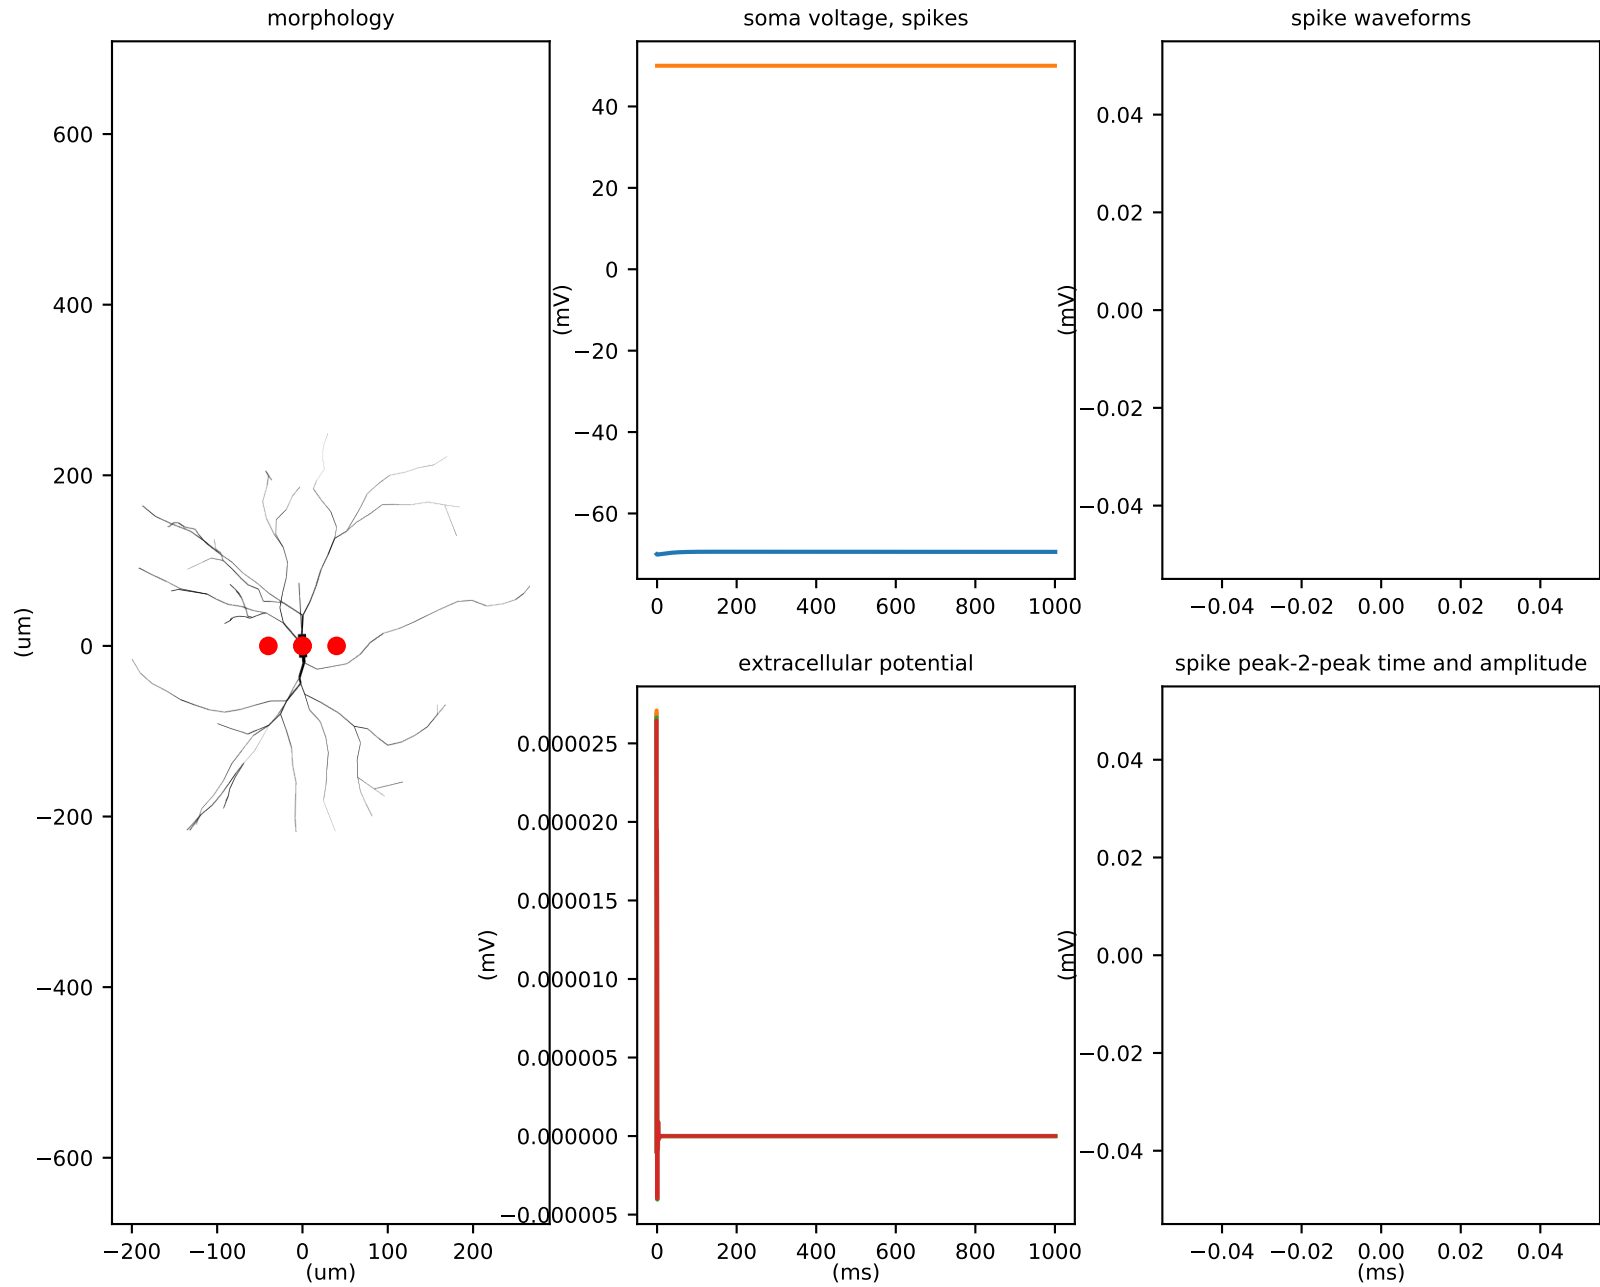 morphology
600
400
200
0
−200
−400
−600
(um)
−200 −100 0 100 200
(um)
soma voltage, spikes
40
20
0
−20
−40
−60
(mV)
0 200 400 600 800 1000
spike waveforms
0.04
0.02
0.00
−0.02
−0.04
(mV)
−0.04 −0.02 0.00 0.02 0.04
extracellular potential
0.000025
0.000020
0.000015
0.000010
0.000005
0.000000
−0.000005
(mV)
0 200 400 600 800 1000
(ms)
spike peak-2-peak time and amplitude
0.04
0.02
0.00
−0.02
−0.04
(mV)
−0.04 −0.02 0.00 0.02 0.04
(ms)